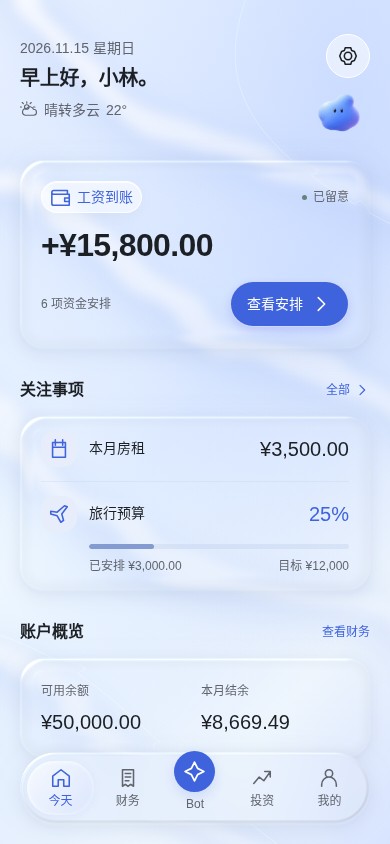 2026.11.15 星期日
早上好，小林。
晴转多云 22°
工资到账
已留意
+¥15,800.00
6 项资金安排
查看安排
关注事项
全部
本月房租
¥3,500.00
旅行预算
25%
已安排 ¥3,000.00
目标 ¥12,000
账户概览
查看财务
可用余额
本月结余
¥50,000.00
¥8,669.49
今天
财务
Bot
投资
我的